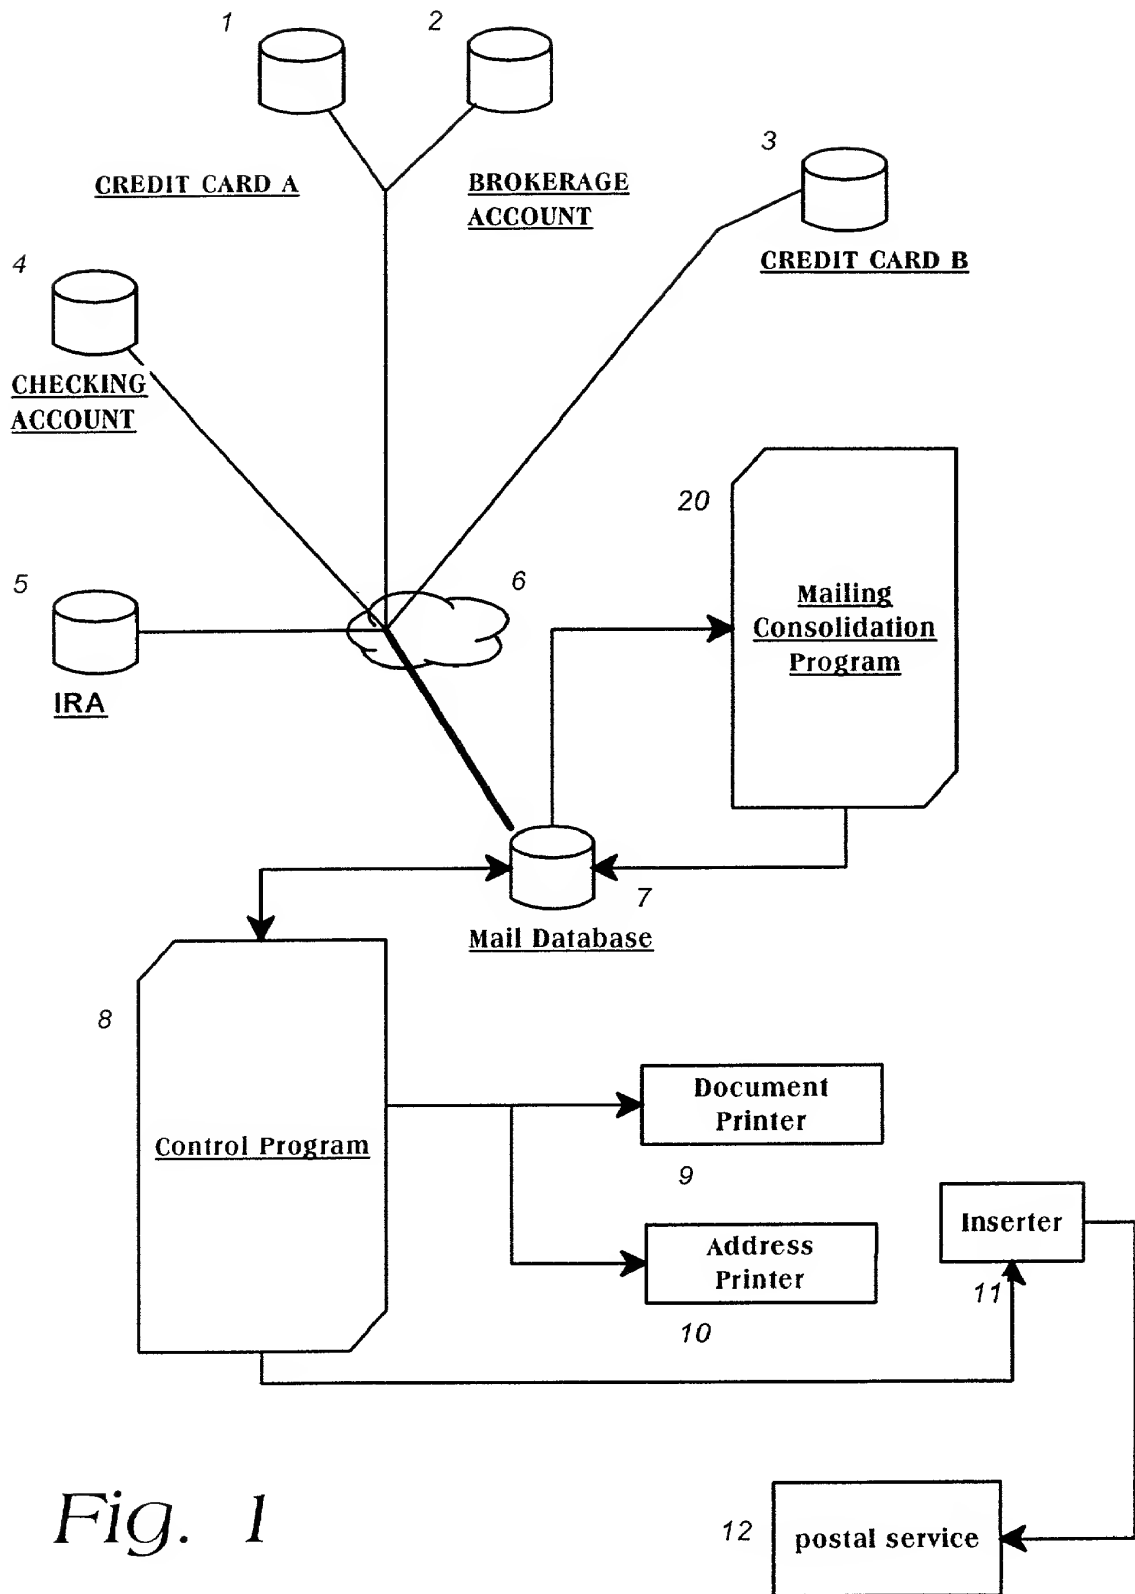 1
2
CREDIT CARD A
BROKERAGE
ACCOUNT
3
CREDIT CARD B
4
CHECKING
ACCOUNT
5
IRA
6
20
Mailing
Consolidation
Program
7
Mail Database
8
Control Program
Document
Printer
9
Address
Printer
10
Inserter
11
12
postal service
Fig. 1